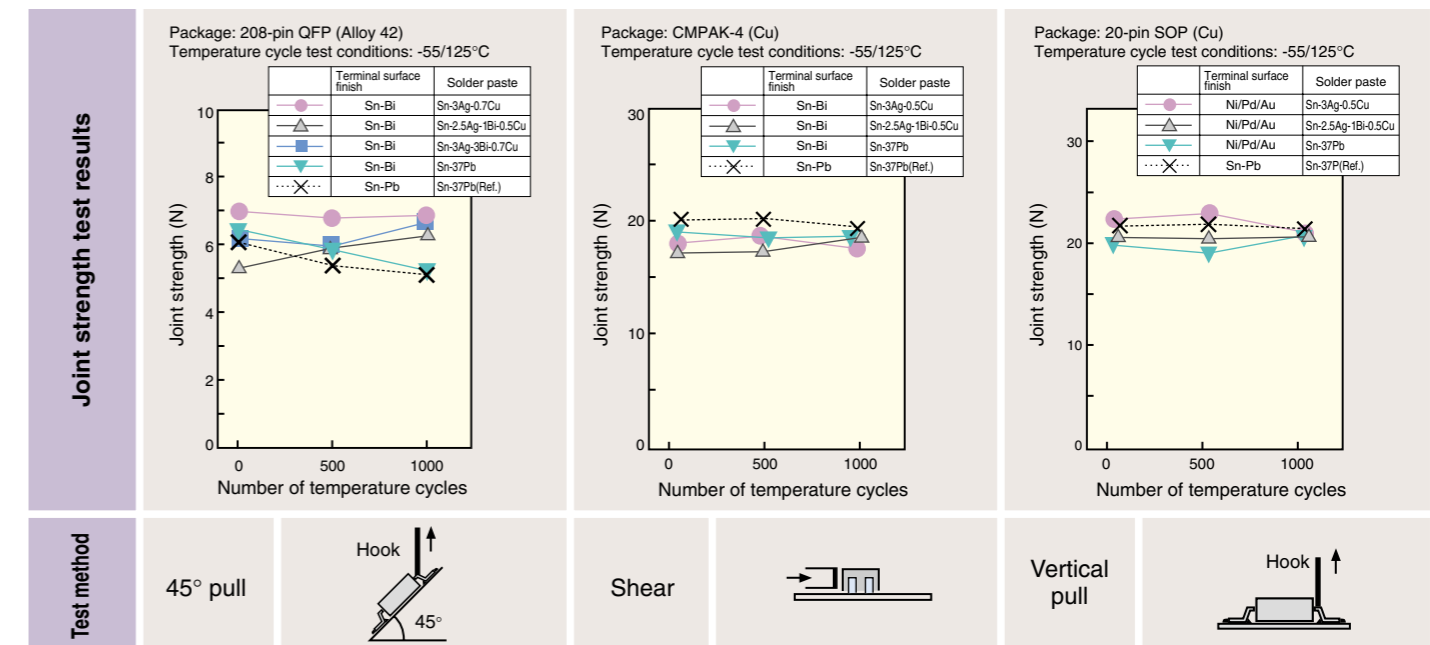 Joint strength test results
Package: 208-pin QFP (Alloy 42)
Temperature cycle test conditions: -55/125°C
Terminal surface finish Solder paste
Sn-Bi Sn-3Ag-0.7Cu
Sn-Bi Sn-2.5Ag-1Bi-0.5Cu
Sn-Bi Sn-3Ag-3Bi-0.7Cu
Sn-Bi Sn-37Pb
Sn-Pb Sn-37Pb(Ref.)
Joint strength (N)
10
8
6
4
2
0
0 500 1000
Number of temperature cycles
Package: CMPAK-4 (Cu)
Temperature cycle test conditions: -55/125°C
Terminal surface finish Solder paste
Sn-Bi Sn-3Ag-0.5Cu
Sn-Bi Sn-2.5Ag-1Bi-0.5Cu
Sn-Bi Sn-37Pb
Sn-Pb Sn-37Pb(Ref.)
Joint strength (N)
30
20
10
0
0 500 1000
Number of temperature cycles
Package: 20-pin SOP (Cu)
Temperature cycle test conditions: -55/125°C
Terminal surface finish Solder paste
Ni/Pd/Au Sn-3Ag-0.5Cu
Ni/Pd/Au Sn-2.5Ag-1Bi-0.5Cu
Ni/Pd/Au Sn-37Pb
Sn-Pb Sn-37P(Ref.)
Joint strength (N)
30
20
10
0
0 500 1000
Number of temperature cycles
Test method
45° pull
Hook
45°
Shear
Vertical
pull
Hook